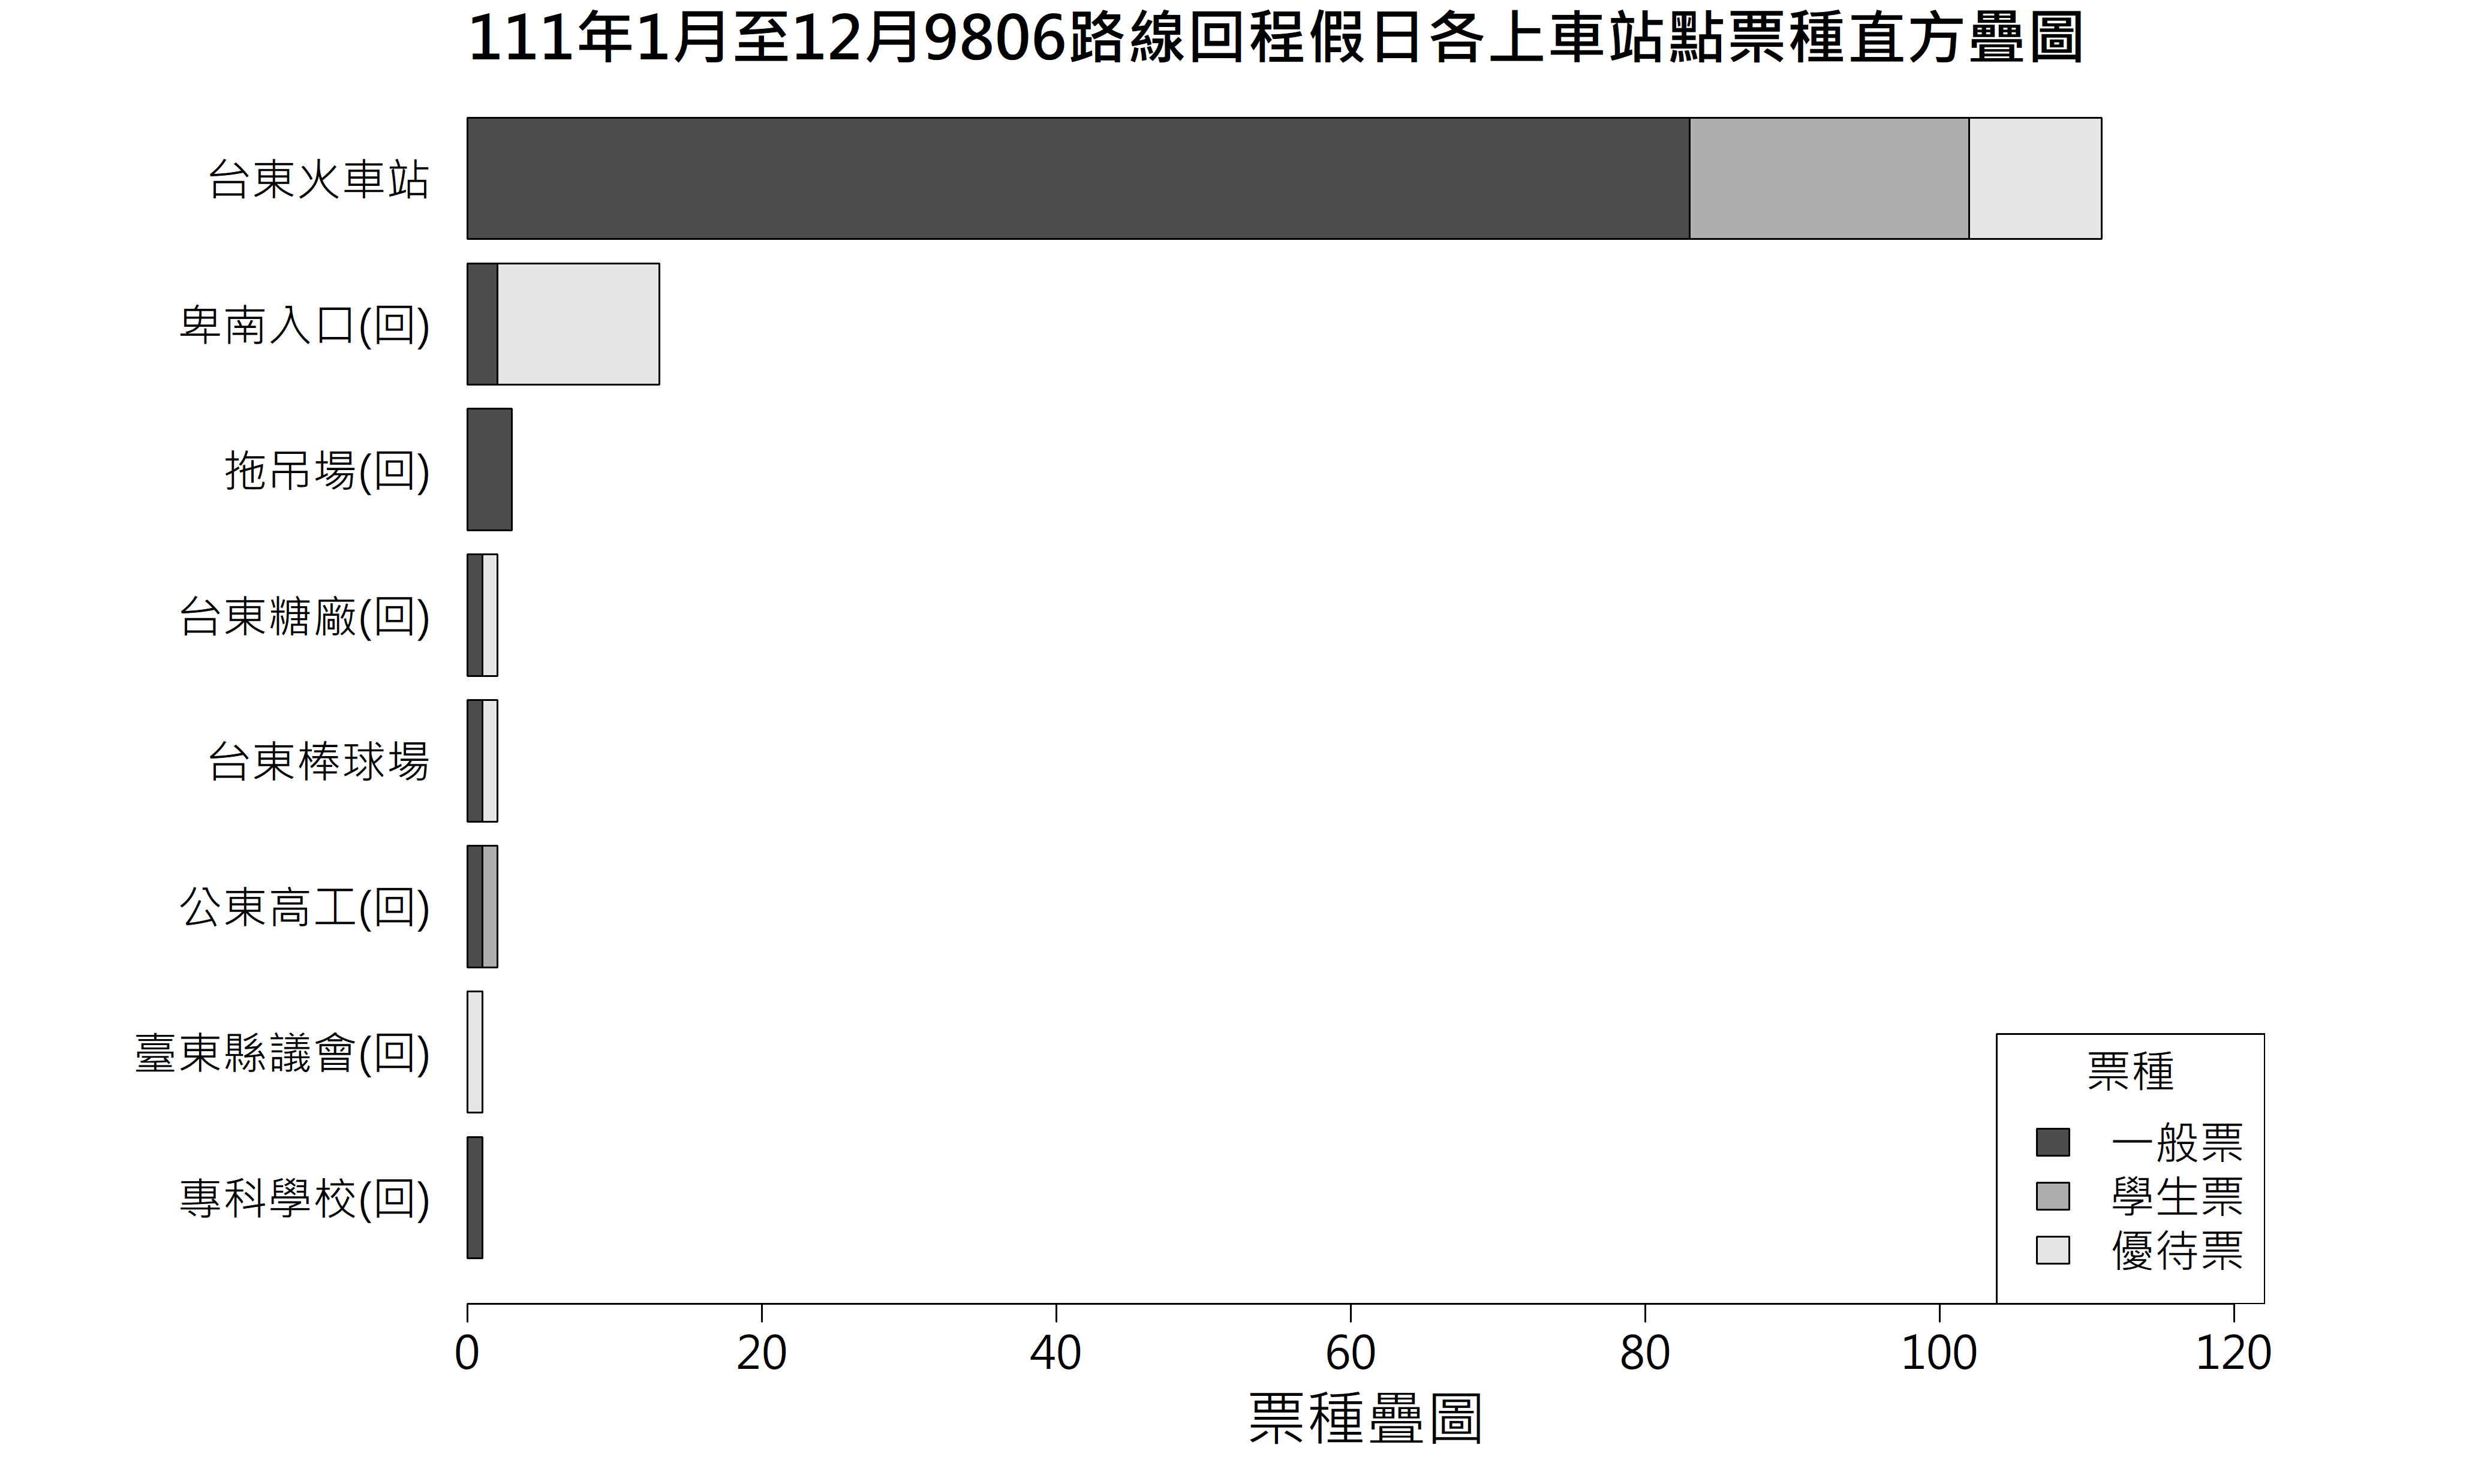 111年1月至12月9806路線回程假日各上車站點票種直方疊圖
台東火車站
卑南入口(回)
拖吊場(回)
台東糖廠(回)
台東棒球場
公東高工(回)
臺東縣議會(回)
專科學校(回)
票種
一般票
學生票
優待票
0 20 40 60 80 100 120
票種疊圖